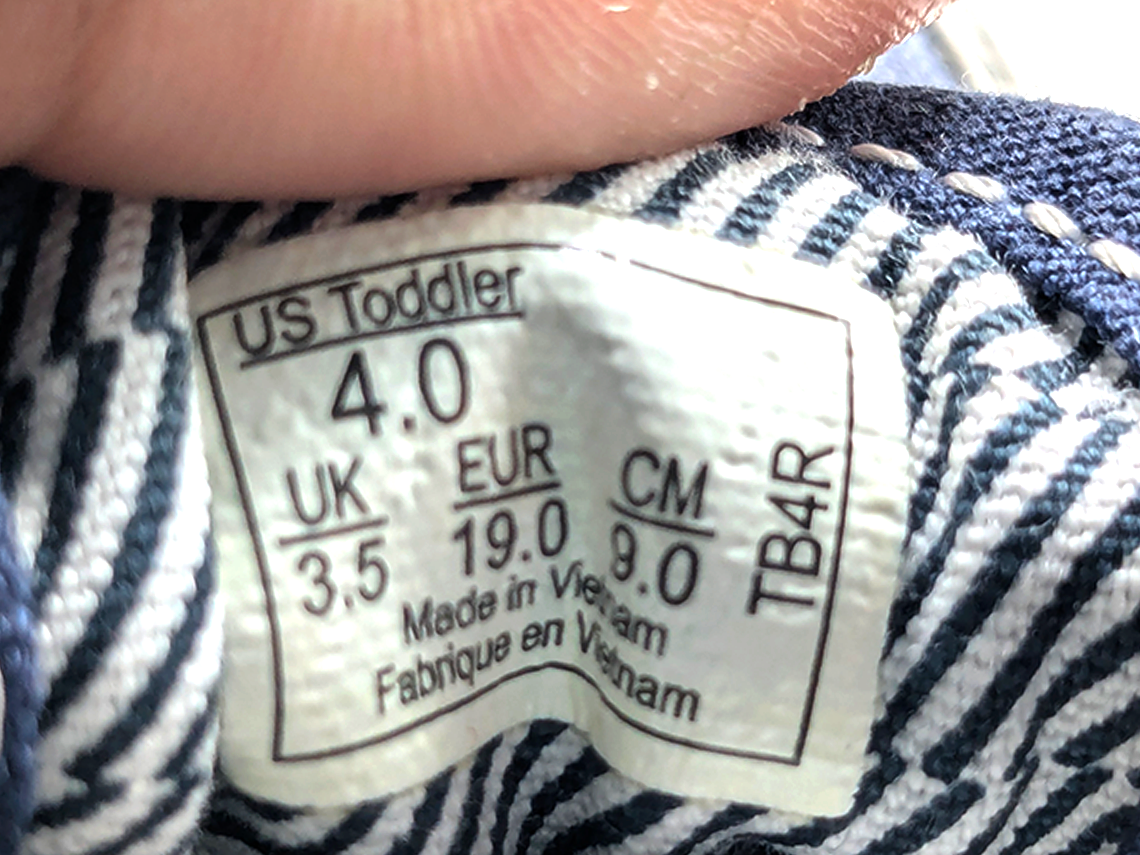 US Toddler
4.0
UK EUR CM
3.5 19.0 9.0
TB4R
Made in Vietnam
Fabrique en Vietnam